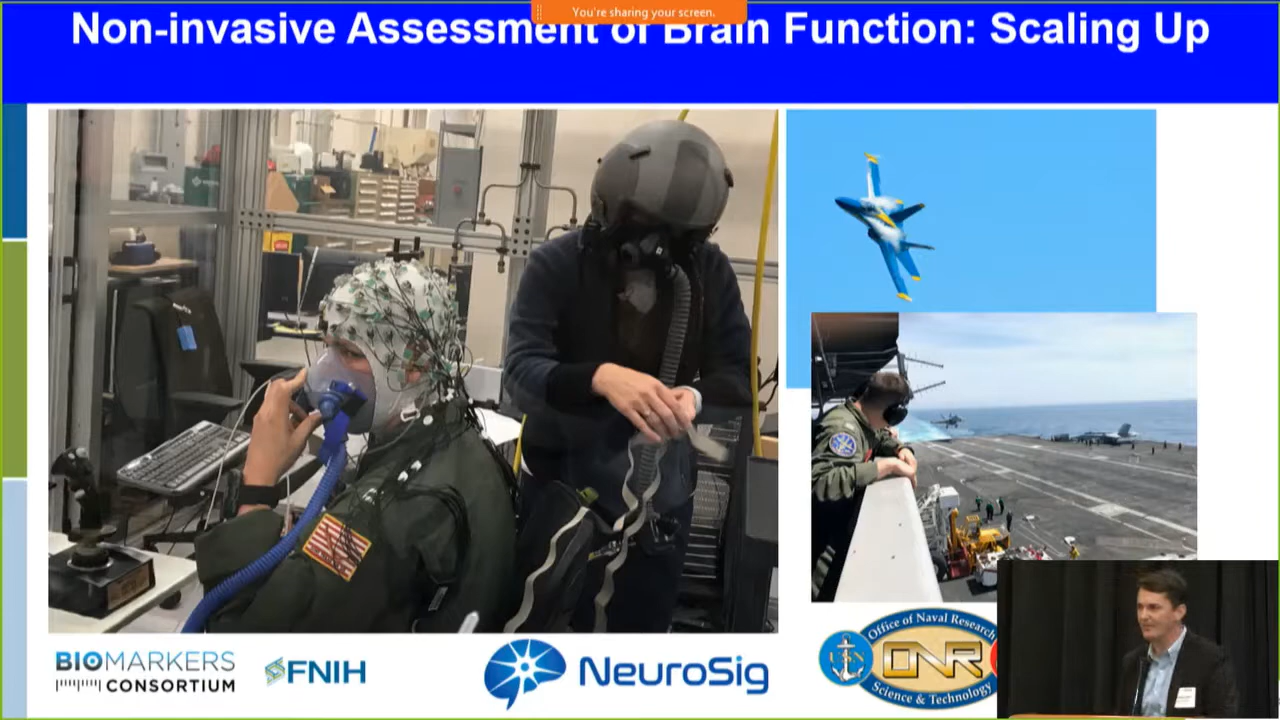 You're sharing your screen.
Non-invasive Assessment of Brain Function: Scaling Up
BIOMARKERS
CONSORTIUM
FNIH
NeuroSig
USN
Office of Naval Research
ONR
Science & Technology